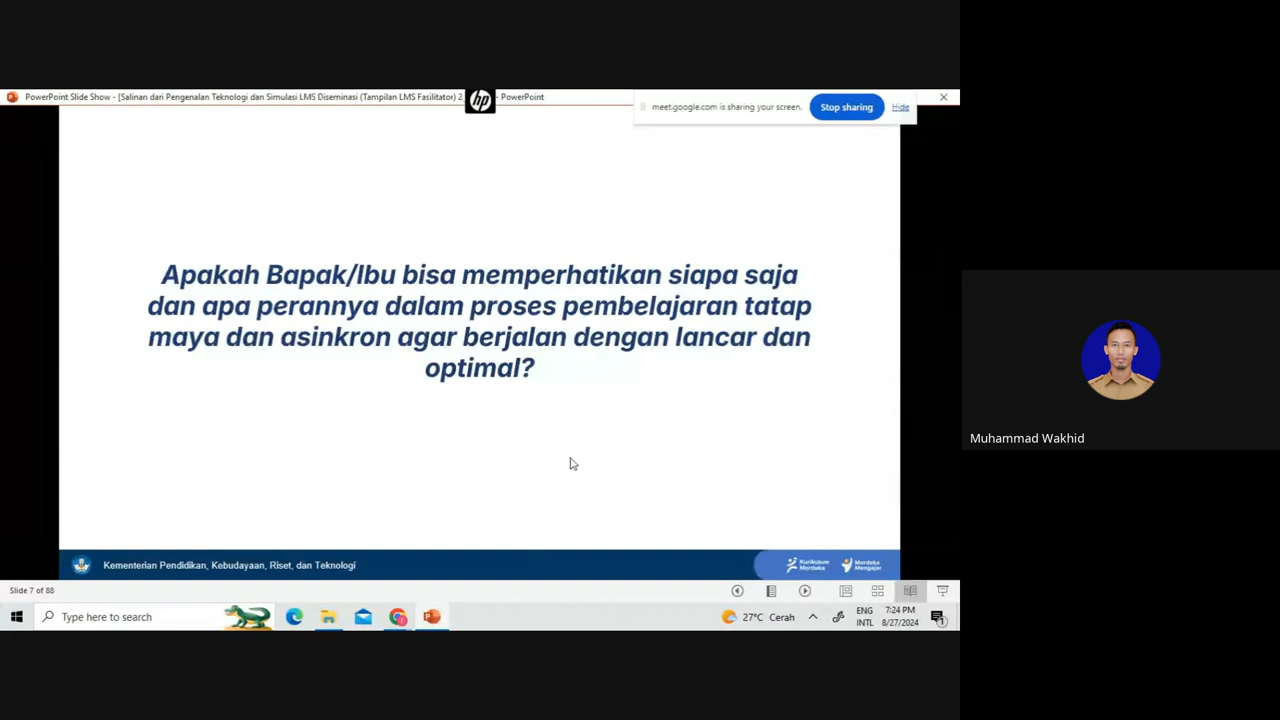 PowerPoint Slide Show - [Salinan dari Pengenalan Teknologi dan Simulasi LMS Diseminasi (Tampilan LMS Fasilitator) 2 - PowerPoint
hp
meet.google.com is sharing your screen. Stop sharing Hide
Apakah Bapak/Ibu bisa memperhatikan siapa saja
dan apa perannya dalam proses pembelajaran tatap
maya dan asinkron agar berjalan dengan lancar dan
optimal?
Muhammad Wakhid
Kementerian Pendidikan, Kebudayaan, Riset, dan Teknologi
Kurikulum
Merdeka
Merdeka
Mengajar
Slide 7 of 88
Type here to search
27°C Cerah
ENG
INTL
7:24 PM
8/27/2024
1